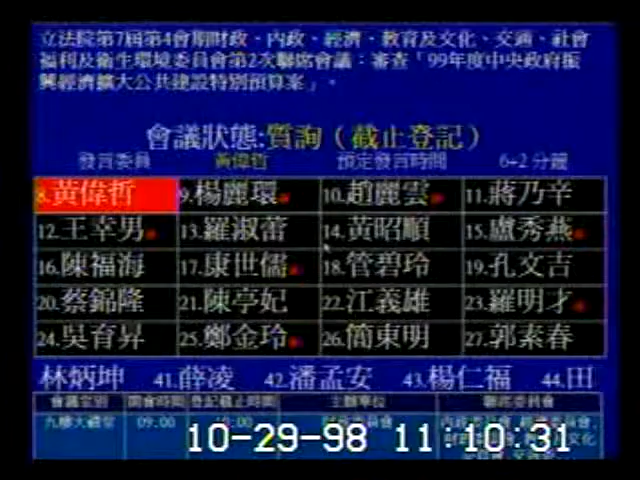 立法院第7屆第4會期財政、內政、經濟、教育及文化、交通、社會
福利及衛生環境委員會第2次聯席會議：審查「99年度中央政府振
興經濟擴大公共建設特別預算案」。
會議狀態:質詢（截止登記）
發言委員 黃偉哲 預定發言時間 6+2 分鐘
8.黃偉哲 9.楊麗環 10.趙麗雲 11.蔣乃辛
12.王幸男 13.羅淑蕾 14.黃昭順 15.盧秀燕
16.陳福海 17.康世儒 18.管碧玲 19.孔文吉
20.蔡錦隆 21.陳亭妃 22.江義雄 23.羅明才
24.吳育昇 25.鄭金玲 26.簡東明 27.郭素春
林炳坤 41.薛凌 42.潘孟安 43.楊仁福 44.田
會議室別 開會時間 登記截止時間 主辦單位 聯席委員會
九樓大禮堂 09:00
10-29-98 11:10:31